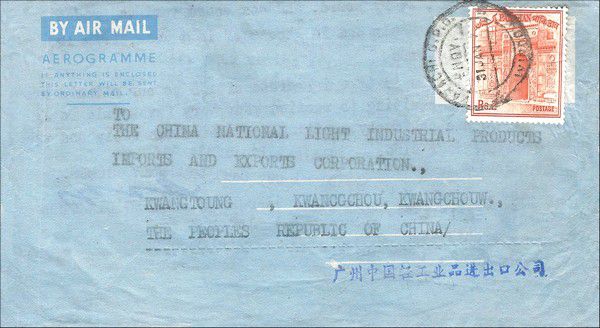 BY AIR MAIL
AEROGRAMME
IF ANYTHING IS ENCLOSED
THIS LETTER WILL BE SENT
BY ORDINARY MAIL.
PAKISTAN
POSTAGE
TO
THE CHINA NATIONAL LIGHT INDUSTRIAL PRODUCTS
IMPORTS AND EXPORTS CORPORATION.,
KWANGTOUNG , KWANGGCHOU, KWANGCHOUW.,
THE PEOPLES REPUBLIC OF CHINA/
广州中国轻工业品进出口公司